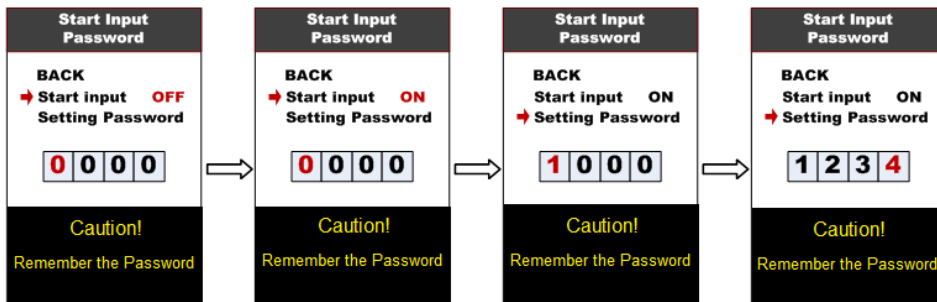 Start Input
Password
BACK
Start input OFF
Setting Password
0 0 0 0
Caution!
Remember the Password
Start Input
Password
BACK
Start input ON
Setting Password
0 0 0 0
Caution!
Remember the Password
Start Input
Password
BACK
Start input ON
Setting Password
1 0 0 0
Caution!
Remember the Password
Start Input
Password
BACK
Start input ON
Setting Password
1 2 3 4
Caution!
Remember the Password